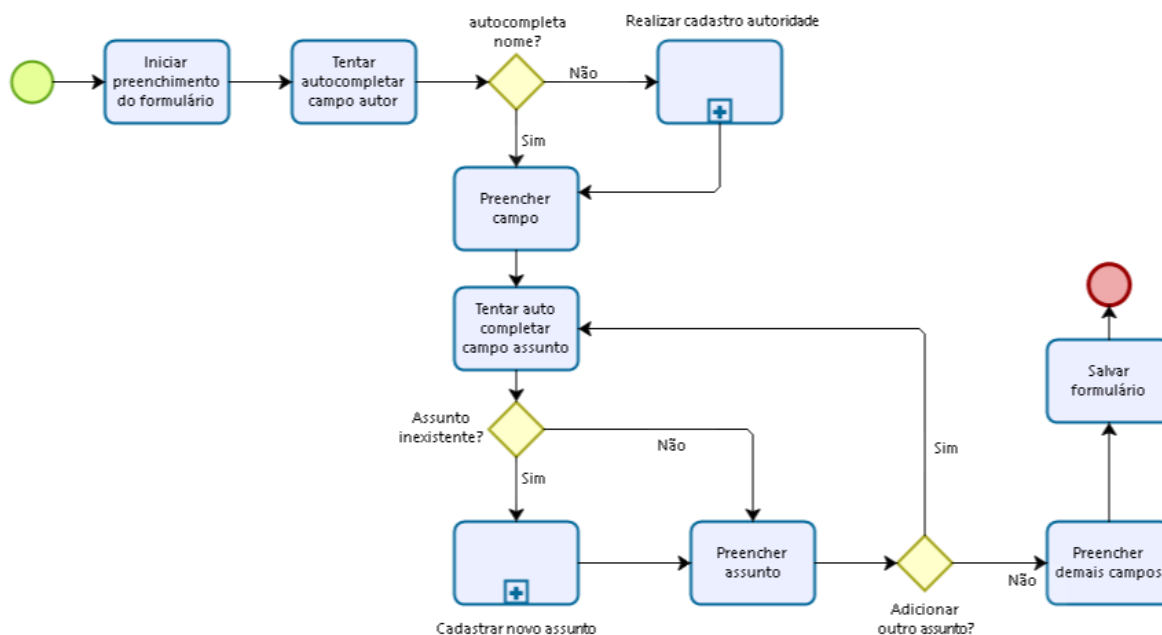 autocompleta
nome?
Realizar cadastro autoridade
Iniciar
preenchimento
do formulário
Tentar
autocompletar
campo autor
Não
Sim
Preencher
campo
Tentar auto
completar
campo assunto
Assunto
inexistente?
Não
Sim
Cadastrar novo assunto
Preencher
assunto
Sim
Adicionar
outro assunto?
Não
Preencher
demais campos
Salvar
formulário